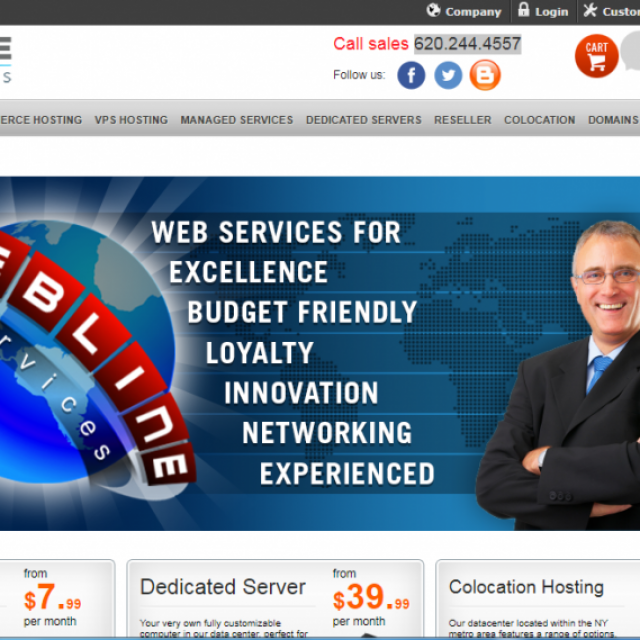 Company Login Custo
E
S
Call sales 620.244.4557
CART
Follow us:
ERCE HOSTING VPS HOSTING MANAGED SERVICES DEDICATED SERVERS RESELLER COLOCATION DOMAINS
EBLINE
rvices
WEB SERVICES FOR
EXCELLENCE
BUDGET FRIENDLY
LOYALTY
INNOVATION
NETWORKING
EXPERIENCED
from
$7.99
per month
Dedicated Server
from
$39.99
per month
Your very own fully customizable
computer in our data center, perfect for
Colocation Hosting
Our datacenter located within the NY
metro area features a range of options